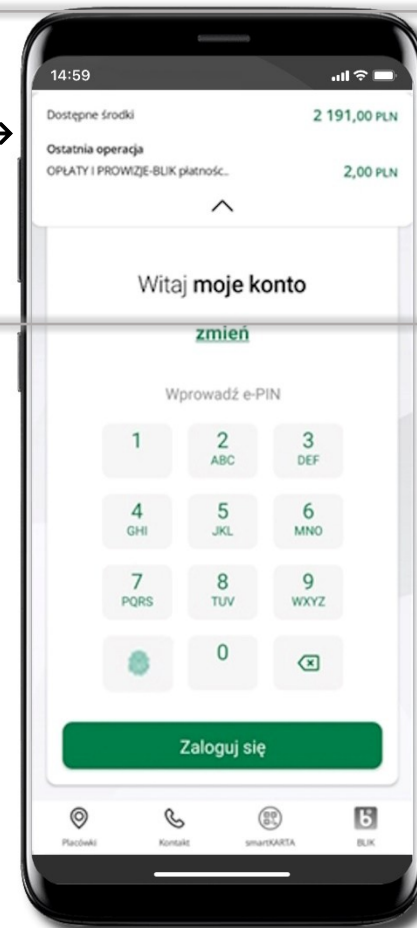 14:59
Dostępne środki 2 191,00 PLN
Ostatnia operacja
OPŁATY I PROWIZJE-BLIK płatnośc.. 2,00 PLN
Witaj moje konto
zmień
Wprowadź e-PIN
1 2 3
ABC DEF
4 5 6
GHI JKL MNO
7 8 9
PQRS TUV WXYZ
0
Zaloguj się
Placówki Kontakt smartKARTA BLIK